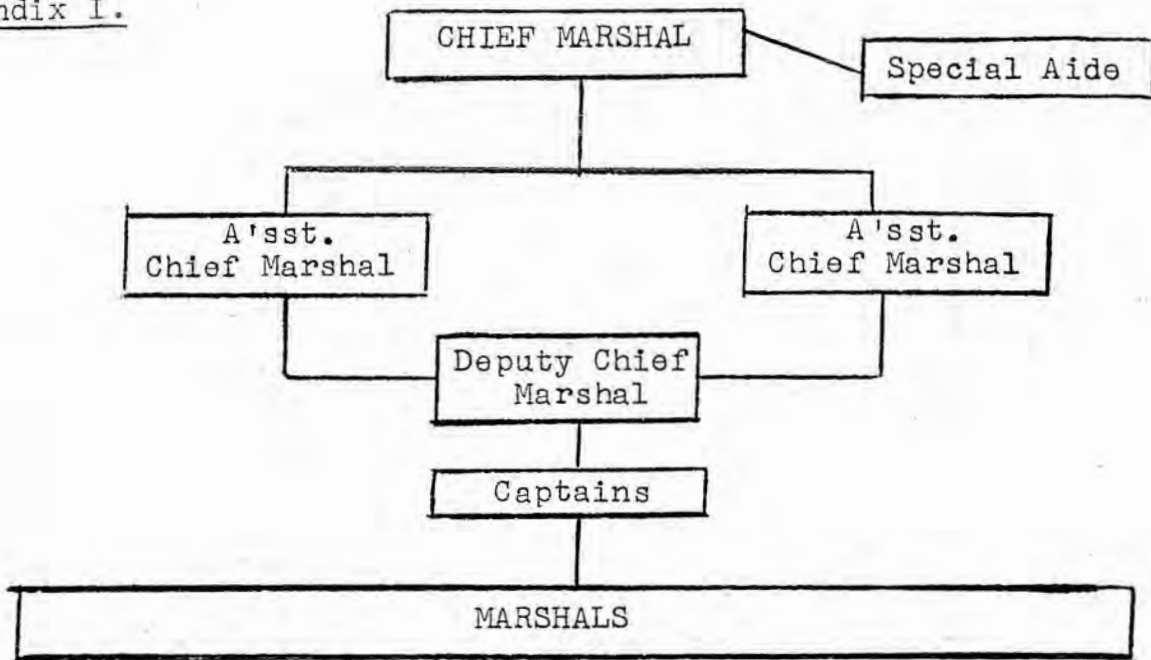 ndix I.
CHIEF MARSHAL
Special Aide
A'sst.
Chief Marshal
A'sst.
Chief Marshal
Deputy Chief
Marshal
Captains
MARSHALS